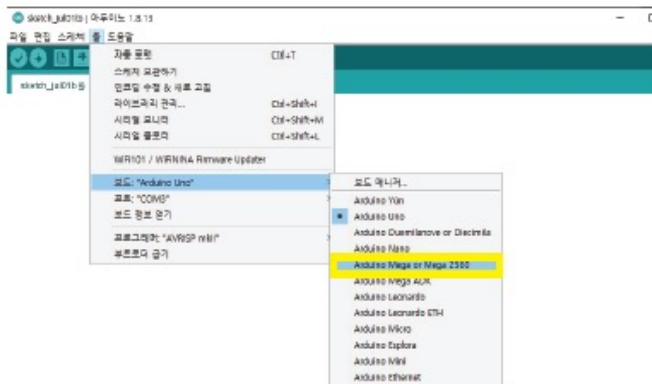 sketch_jul01b | 아두이노 1.8.13
파일 편집 스케치 툴 도움말
sketch_jul01b§
자동 포맷 Ctrl+T
스케치 보관하기
인코딩 수정 & 새로 고침
라이브러리 관리... Ctrl+Shift+I
시리얼 모니터 Ctrl+Shift+M
시리얼 플로터 Ctrl+Shift+L
WiFi101 / WiFiNINA Firmware Updater
보드: "Arduino Uno"
포트: "COM3"
보드 정보 얻기
프로그래머: "AVRISP mkII"
부트로더 굽기
보드 매니저...
Arduino Yún
Arduino Uno
Arduino Duemilanove or Diecimila
Arduino Nano
Arduino Mega or Mega 2560
Arduino Mega ADK
Arduino Leonardo
Arduino Leonardo ETH
Arduino Micro
Arduino Esplora
Arduino Mini
Arduino Ethernet